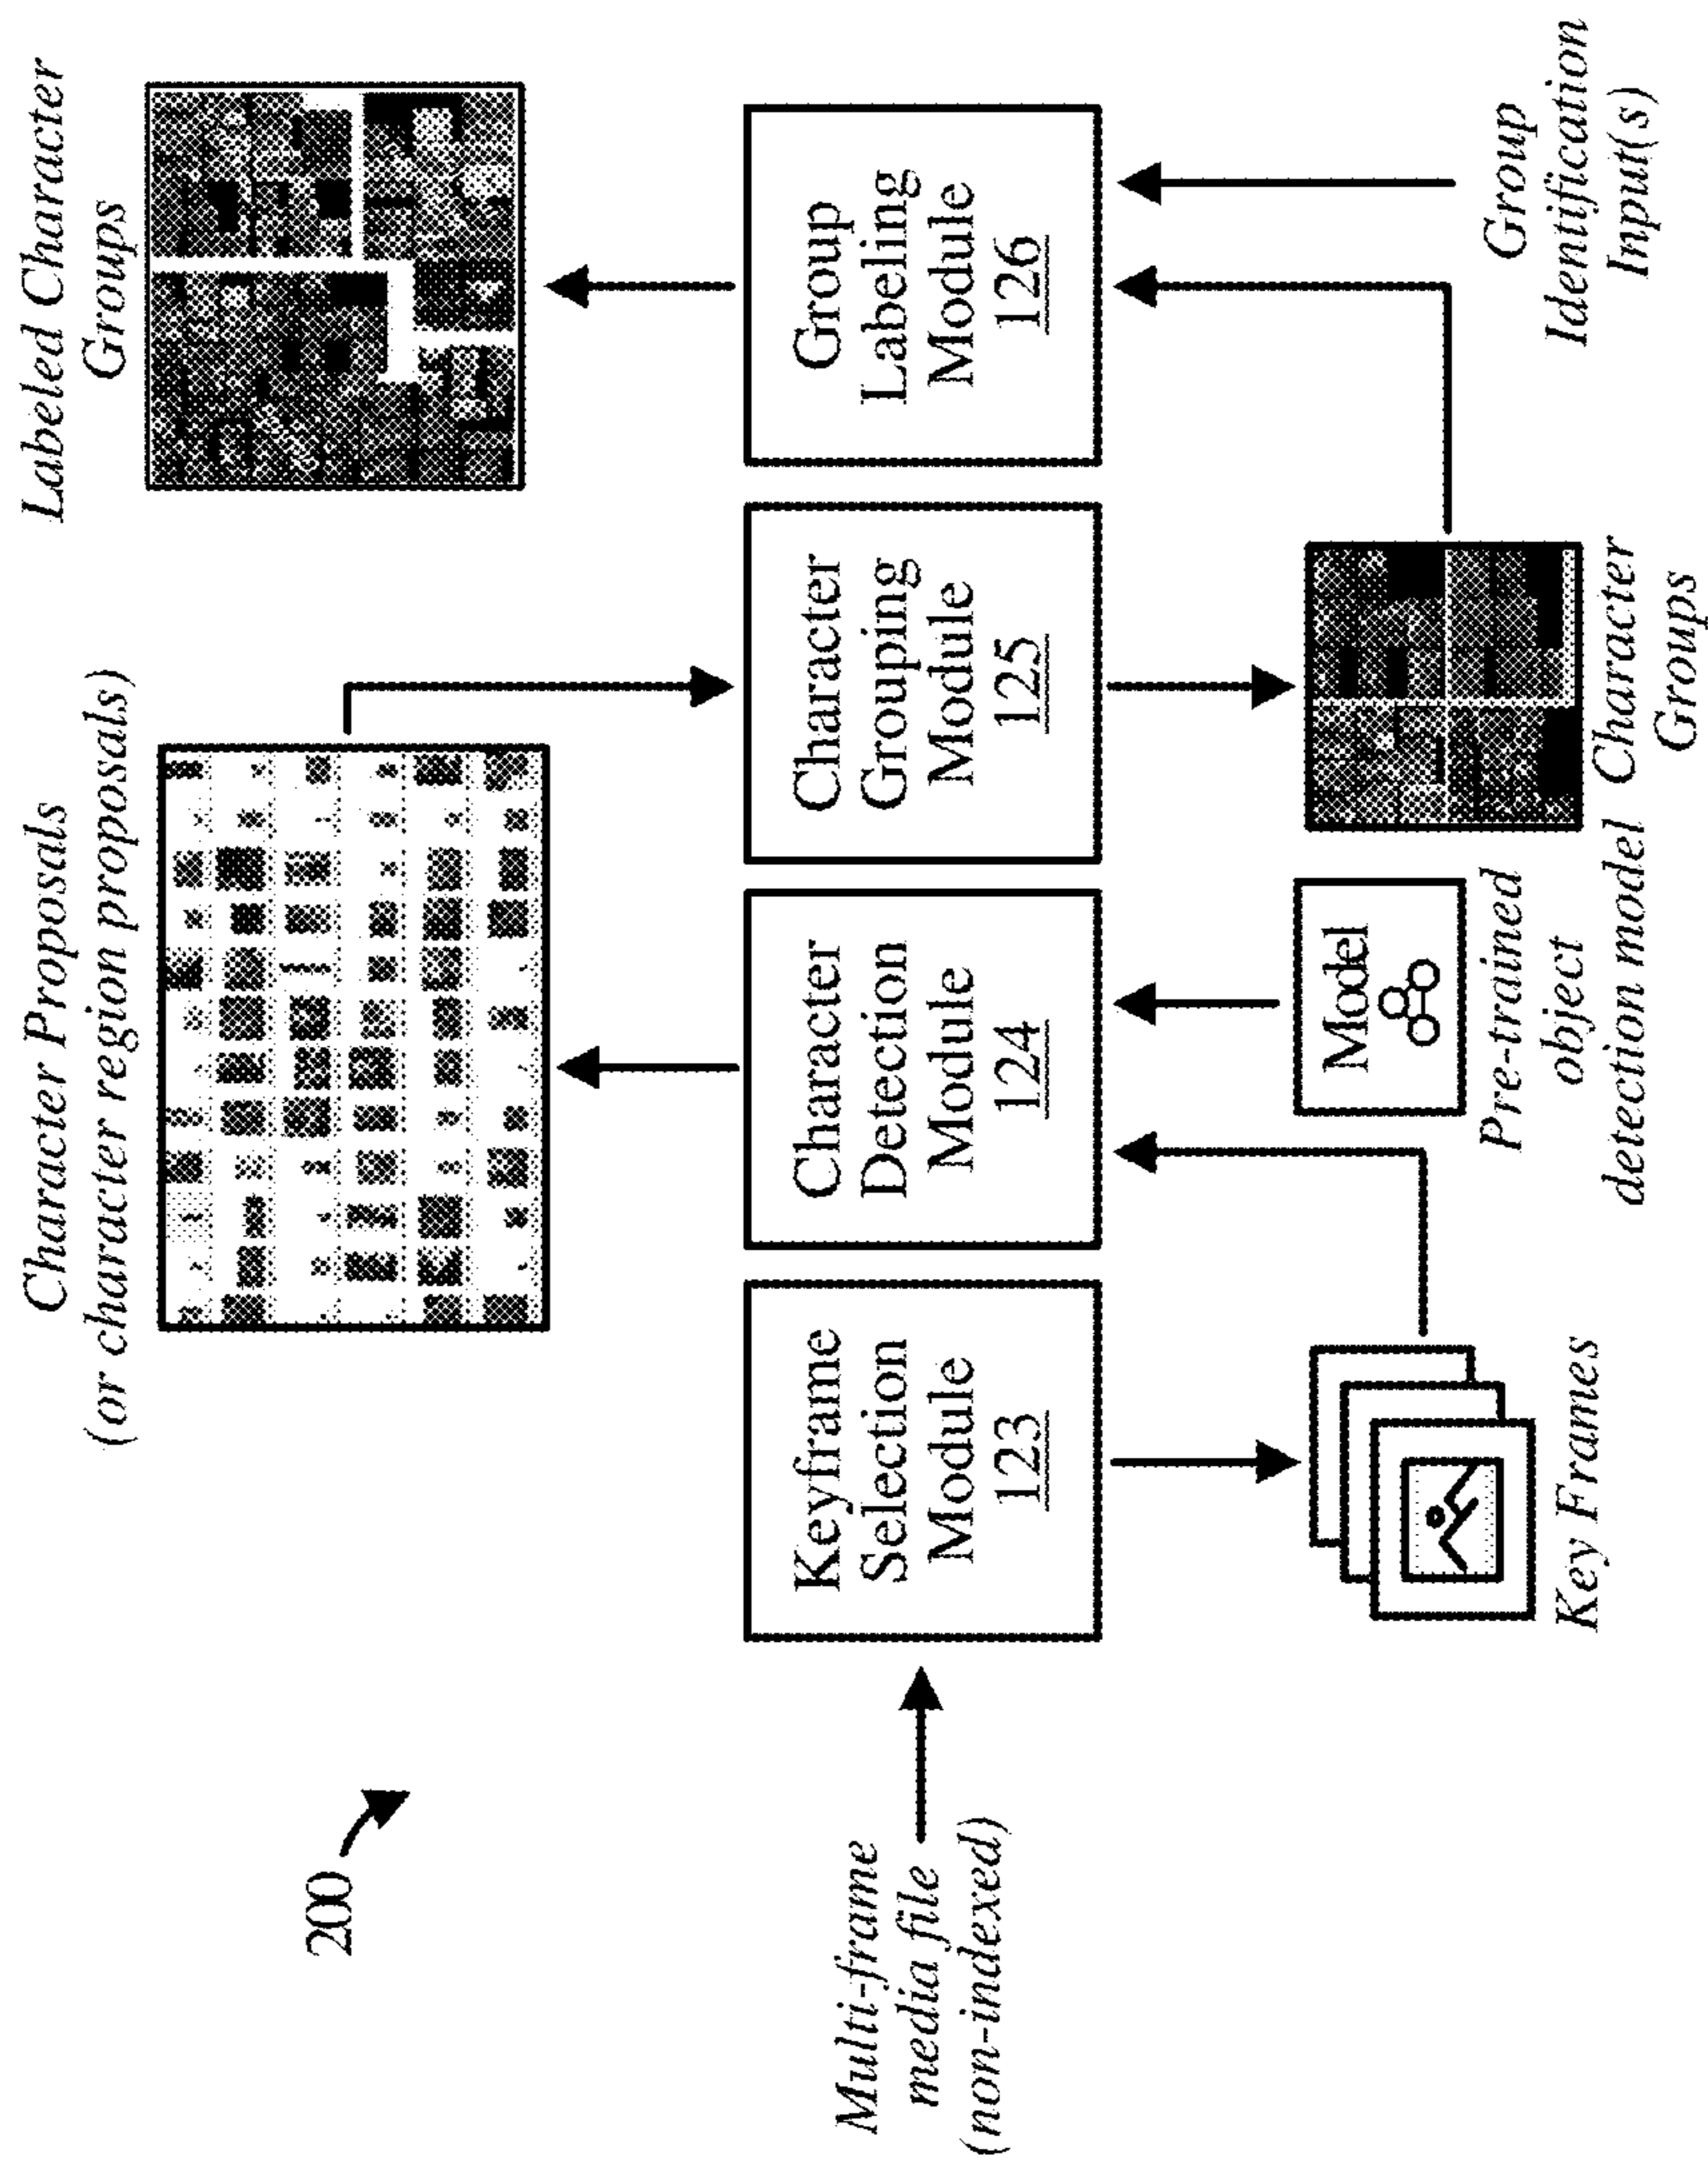 200
Multi-frame
media file
(non-indexed)
Keyframe
Selection
Module
123
Key Frames
Character Proposals
(or character region proposals)
Character
Detection
Module
124
Model
Pre-trained
object
detection model
Character
Grouping
Module
125
Character
Groups
Labeled Character
Groups
Group
Labeling
Module
126
Group
Identification
Input(s)